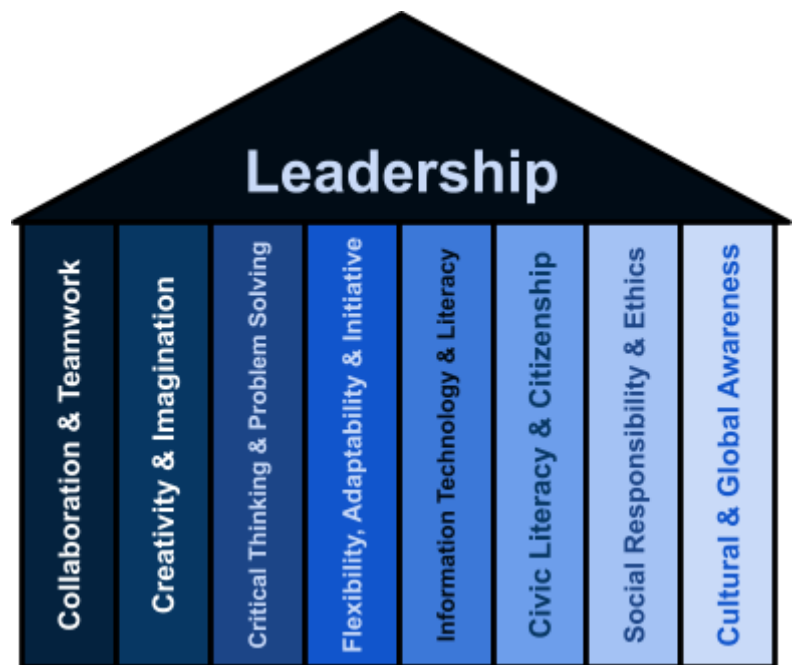 Leadership
Collaboration & Teamwork
Creativity & Imagination
Critical Thinking & Problem Solving
Flexibility, Adaptability & Initiative
Information Technology & Literacy
Civic Literacy & Citizenship
Social Responsibility & Ethics
Cultural & Global Awareness